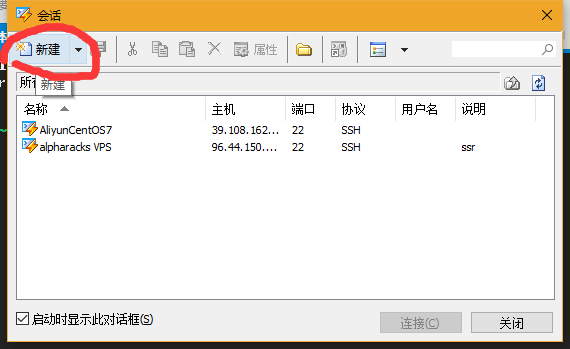 会话
新建
属性
新建
所有
名称 主机 端口 协议 用户名 说明
AliyunCentOS7 39.108.162... 22 SSH
alpharacks VPS 96.44.150.... 22 SSH ssr
启动时显示此对话框(S)
连接(C) 关闭